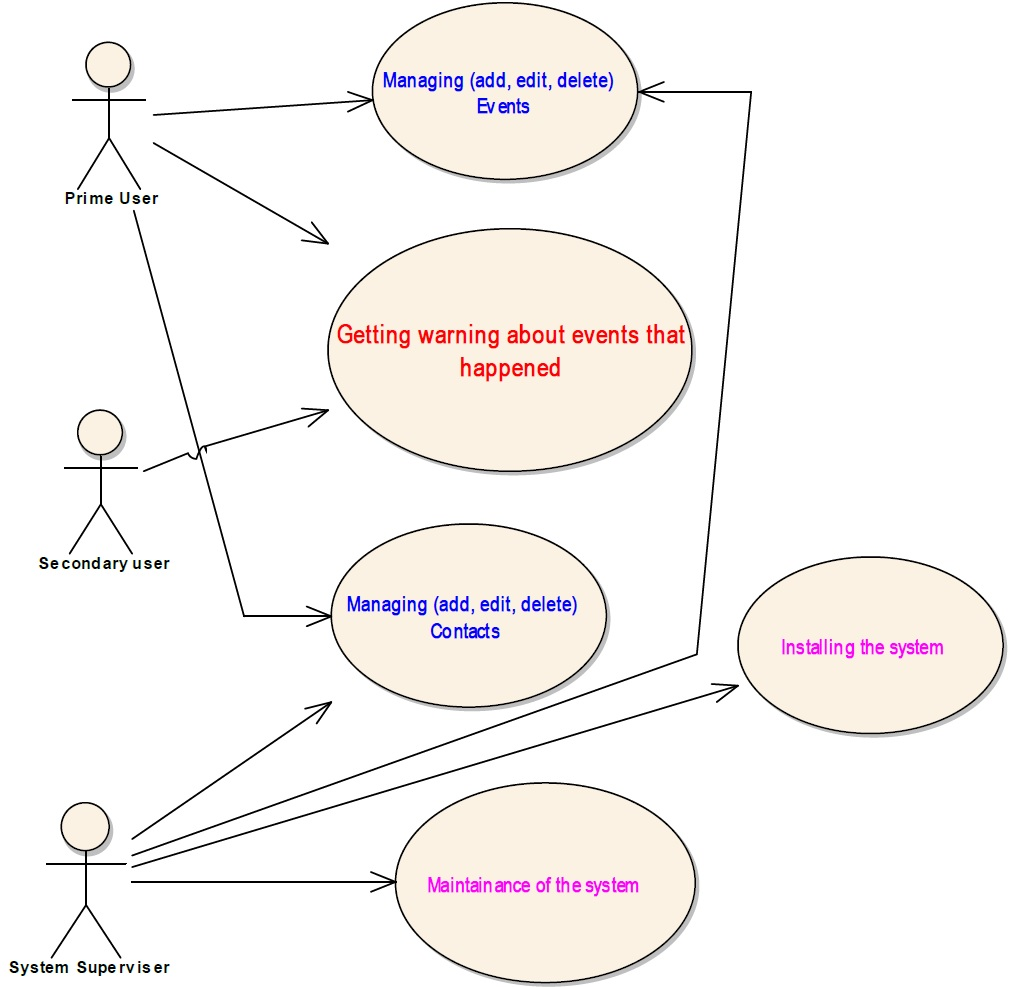 Managing (add, edit, delete)
Events
Prime User
Getting warning about events that
happened
Secondary user
Managing (add, edit, delete)
Contacts
Installing the system
Maintainance of the system
System Superviser